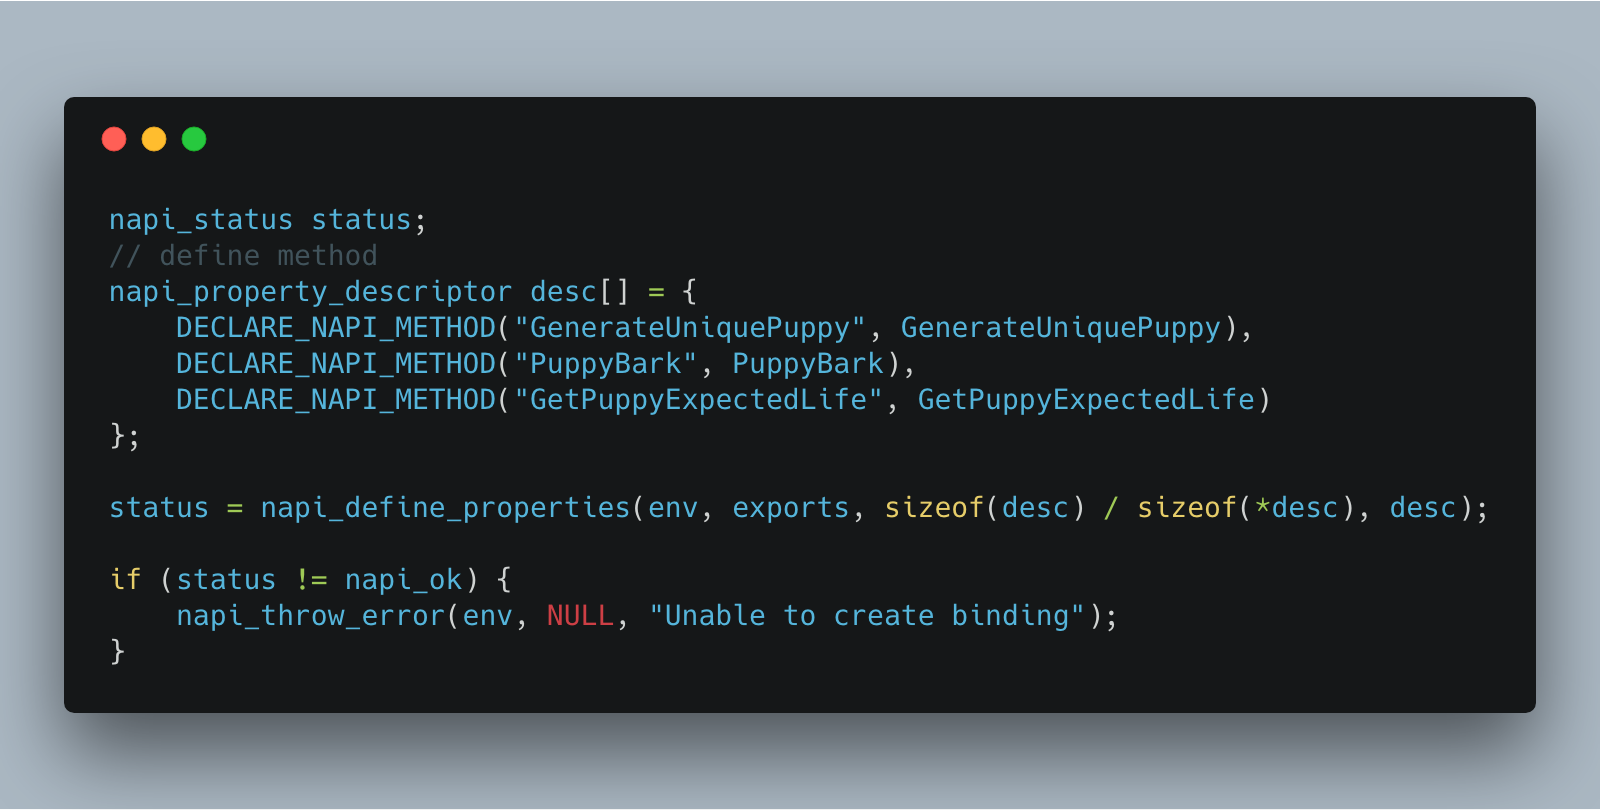 napi_status status;
// define method
napi_property_descriptor desc[] = {
    DECLARE_NAPI_METHOD("GenerateUniquePuppy", GenerateUniquePuppy),
    DECLARE_NAPI_METHOD("PuppyBark", PuppyBark),
    DECLARE_NAPI_METHOD("GetPuppyExpectedLife", GetPuppyExpectedLife)
};

status = napi_define_properties(env, exports, sizeof(desc) / sizeof(*desc), desc);

if (status != napi_ok) {
    napi_throw_error(env, NULL, "Unable to create binding");
}